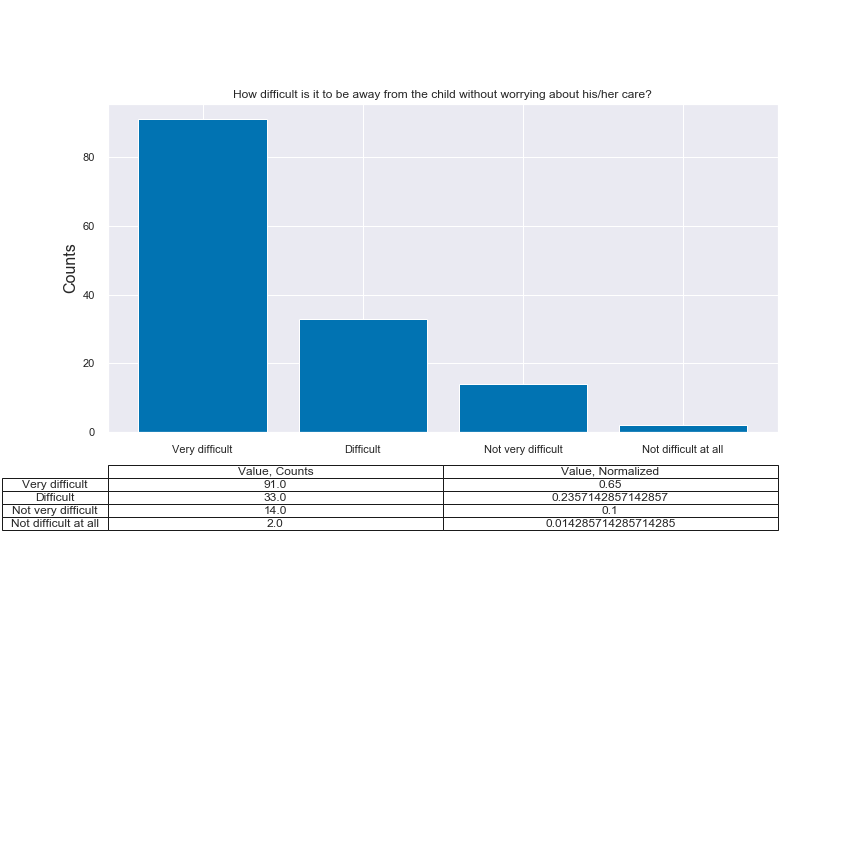 How difficult is it to be away from the child without worrying about his/her care?
Counts
80
60
40
20
0
Very difficult Difficult Not very difficult Not difficult at all
Value, Counts Value, Normalized
Very difficult 91.0 0.65
Difficult 33.0 0.2357142857142857
Not very difficult 14.0 0.1
Not difficult at all 2.0 0.014285714285714285